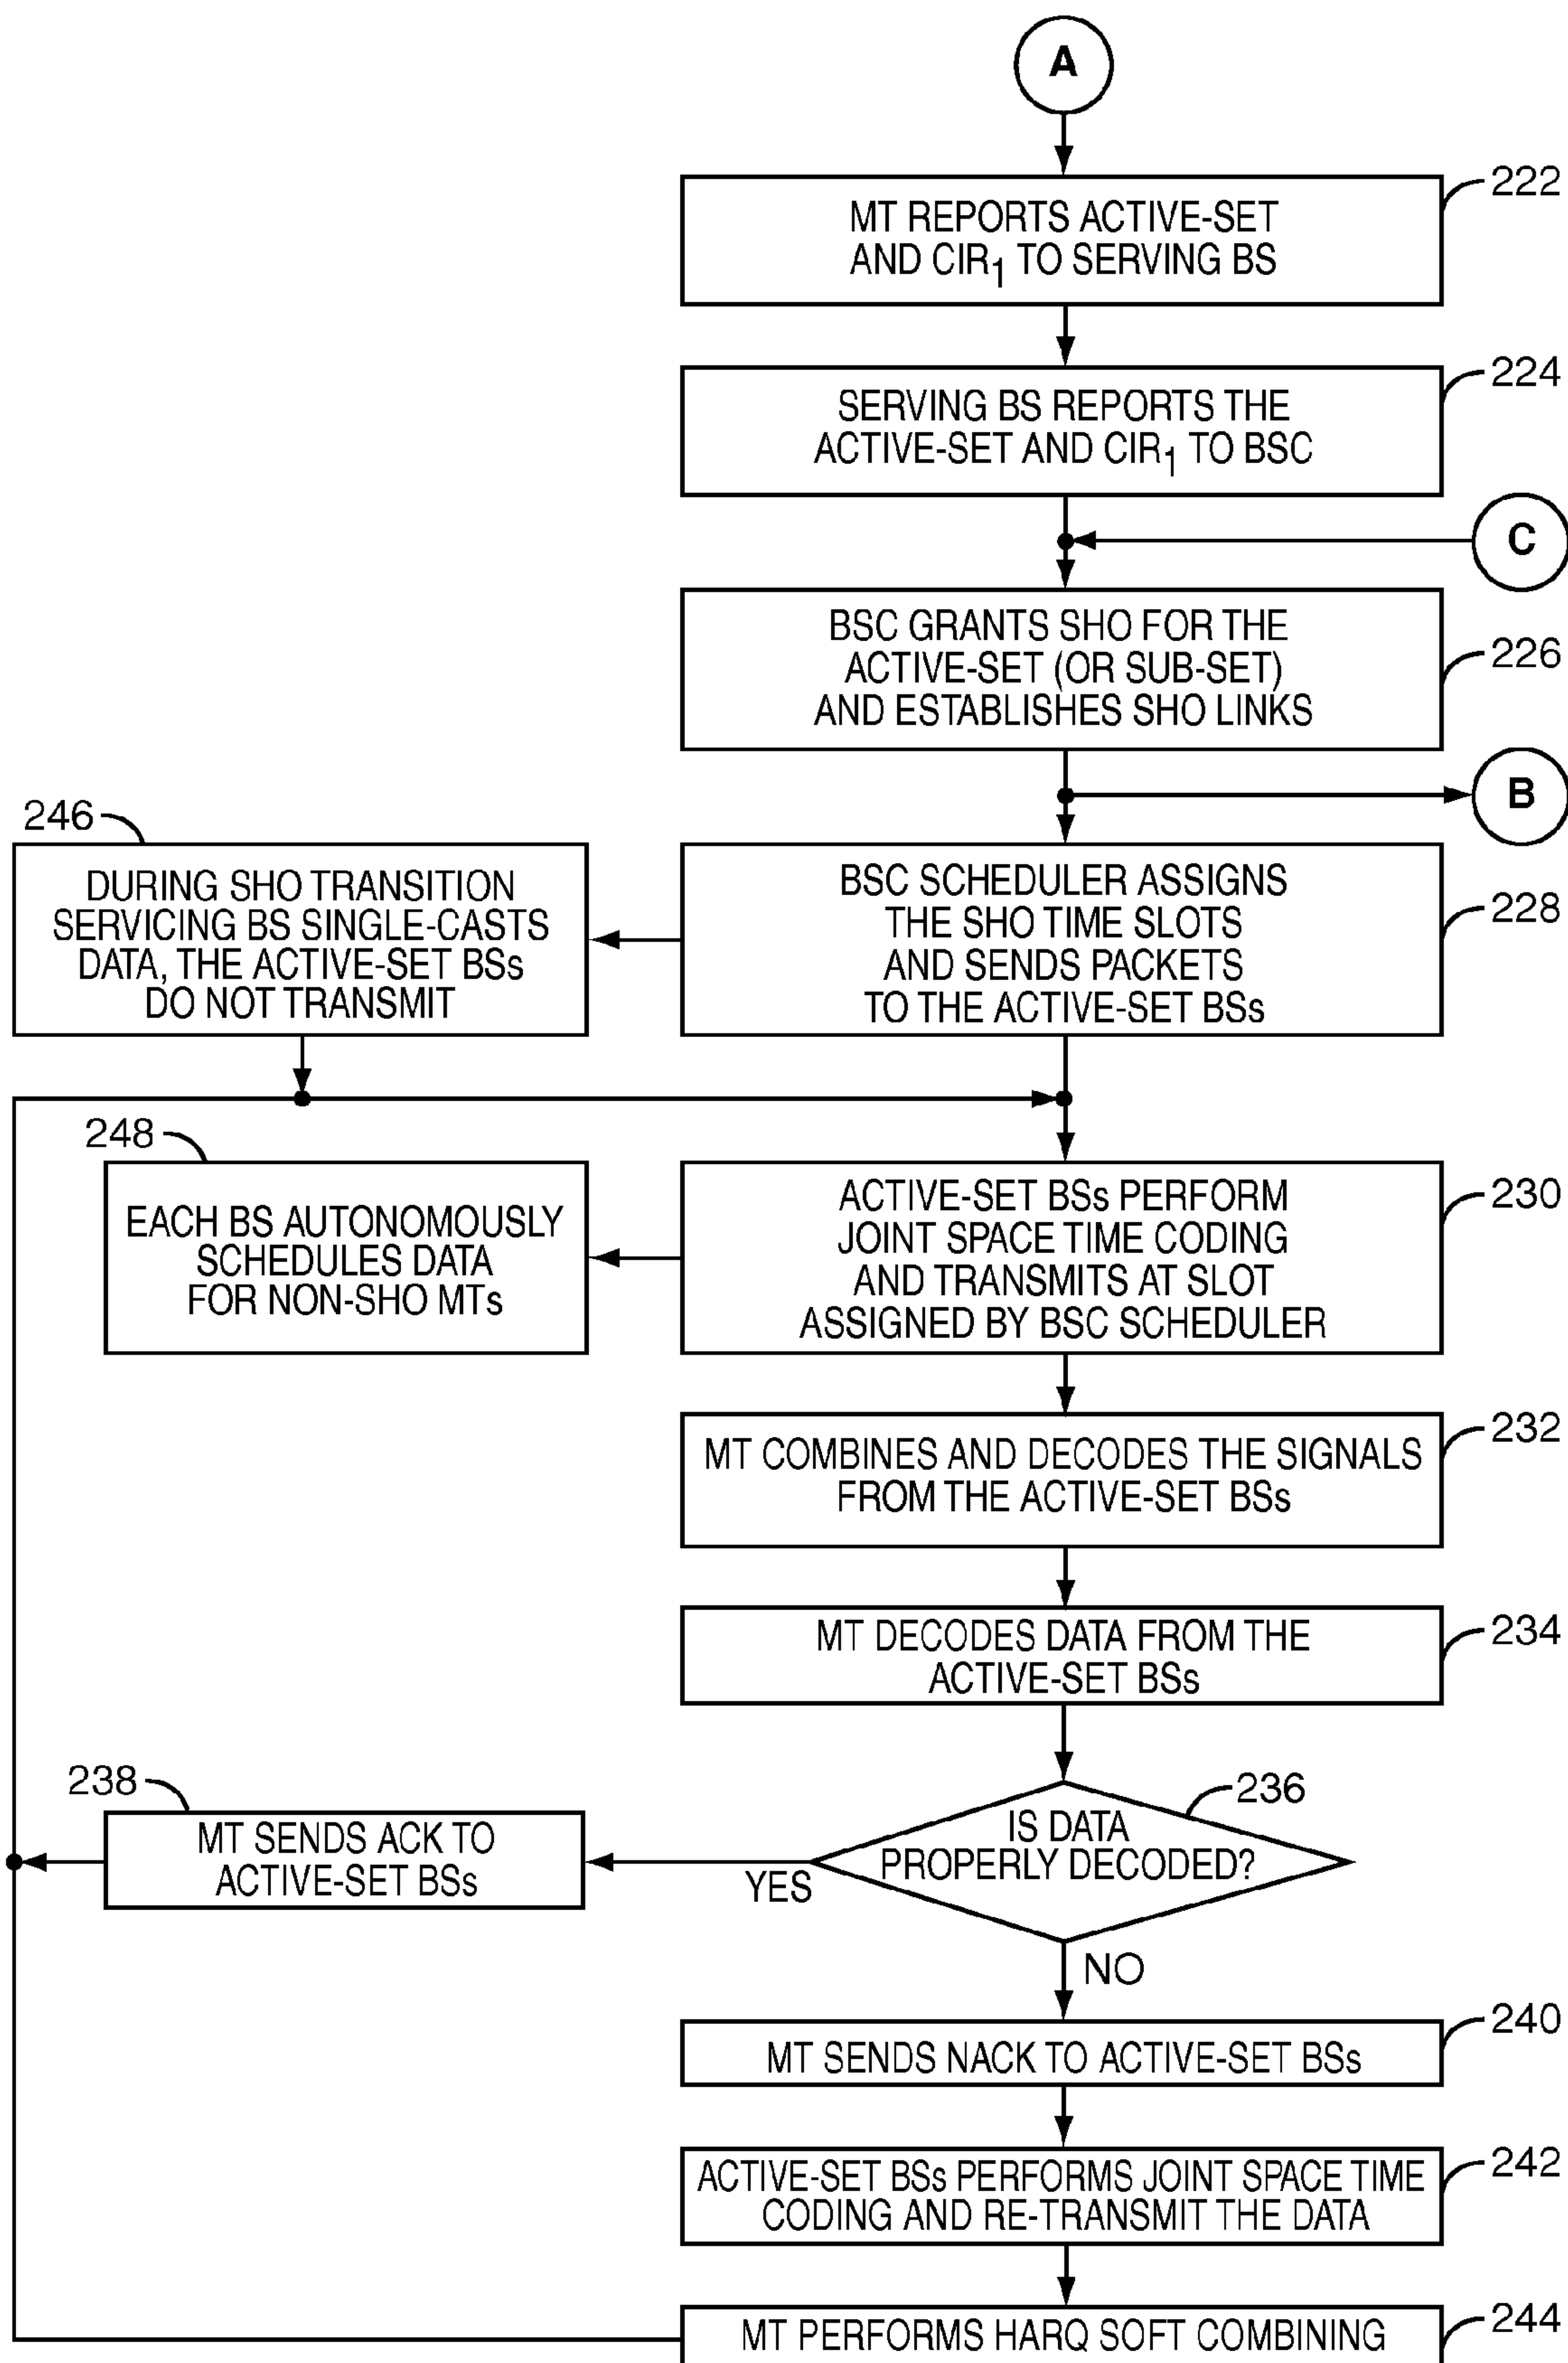 A
MT REPORTS ACTIVE-SET
AND CIR1 TO SERVING BS
222
SERVING BS REPORTS THE
ACTIVE-SET AND CIR1 TO BSC
224
C
BSC GRANTS SHO FOR THE
ACTIVE-SET (OR SUB-SET)
AND ESTABLISHES SHO LINKS
226
B
246
DURING SHO TRANSITION
SERVICING BS SINGLE-CASTS
DATA, THE ACTIVE-SET BSs
DO NOT TRANSMIT
BSC SCHEDULER ASSIGNS
THE SHO TIME SLOTS
AND SENDS PACKETS
TO THE ACTIVE-SET BSs
228
248
EACH BS AUTONOMOUSLY
SCHEDULES DATA
FOR NON-SHO MTs
ACTIVE-SET BSs PERFORM
JOINT SPACE TIME CODING
AND TRANSMITS AT SLOT
ASSIGNED BY BSC SCHEDULER
230
MT COMBINES AND DECODES THE SIGNALS
FROM THE ACTIVE-SET BSs
232
MT DECODES DATA FROM THE
ACTIVE-SET BSs
234
238
MT SENDS ACK TO
ACTIVE-SET BSs
YES
IS DATA
PROPERLY DECODED?
236
NO
MT SENDS NACK TO ACTIVE-SET BSs
240
ACTIVE-SET BSs PERFORMS JOINT SPACE TIME
CODING AND RE-TRANSMIT THE DATA
242
MT PERFORMS HARQ SOFT COMBINING
244